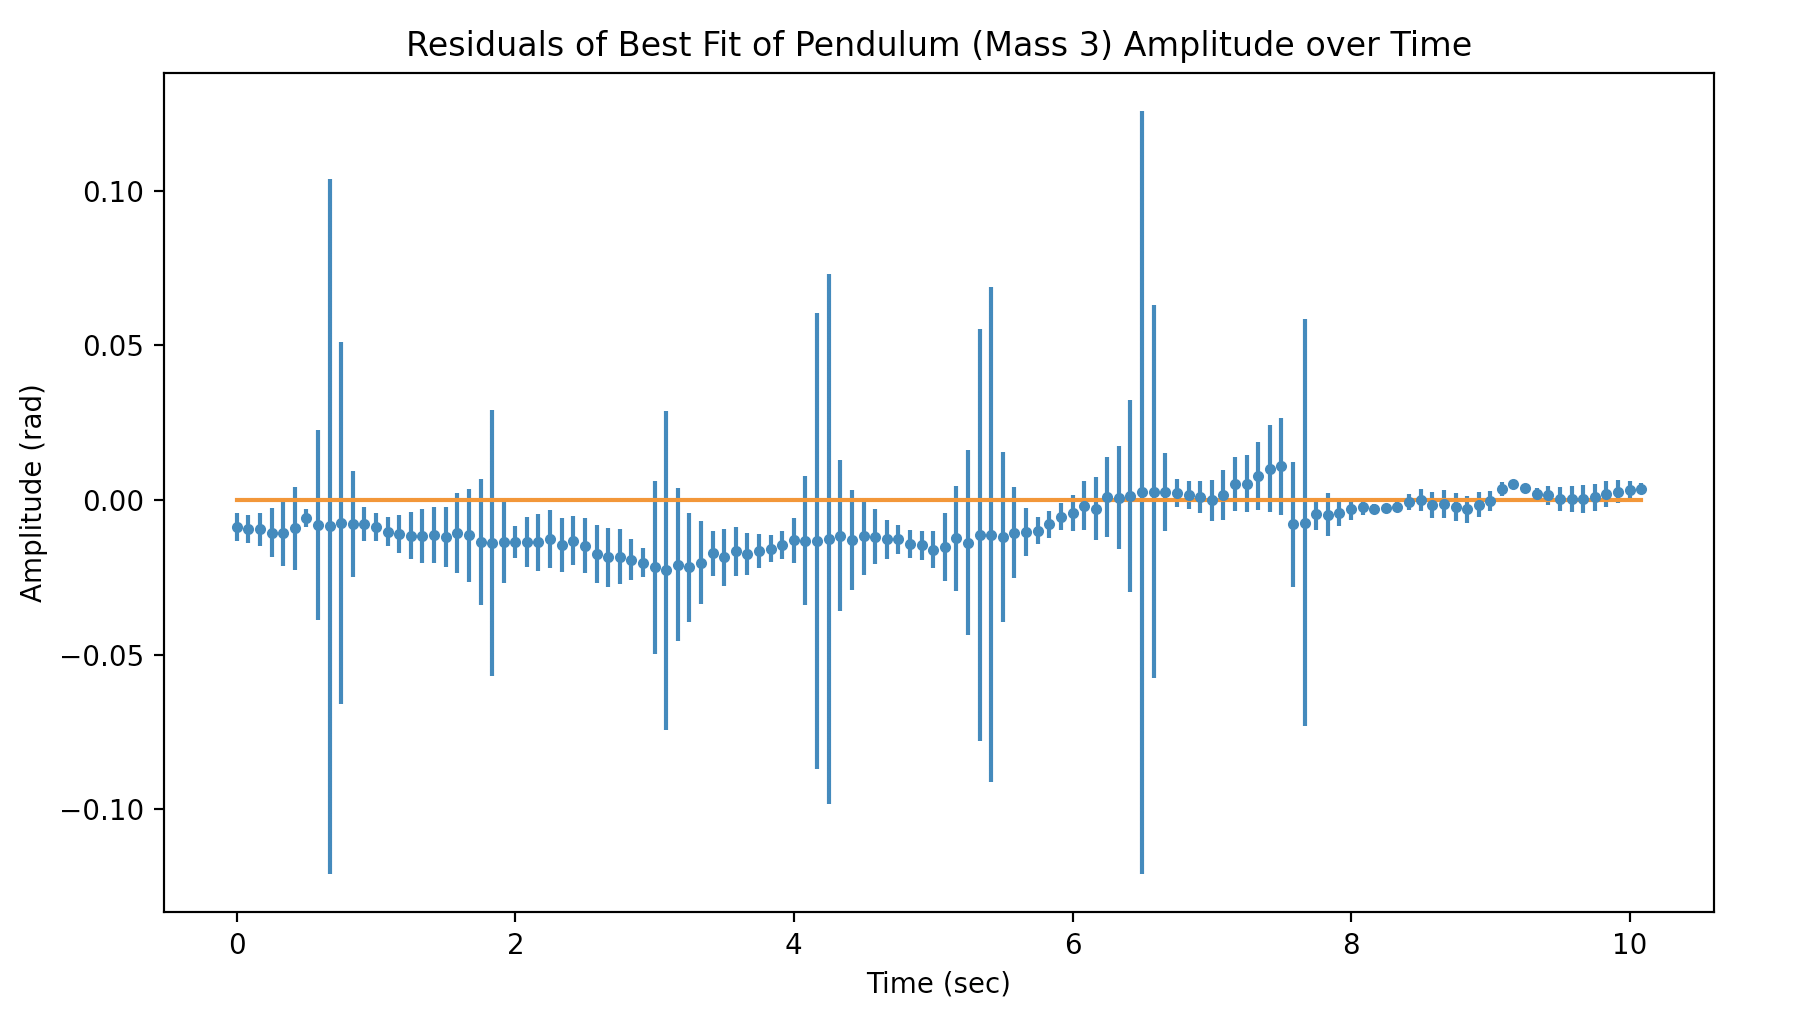 Residuals of Best Fit of Pendulum (Mass 3) Amplitude over Time
Amplitude (rad)
0.10
0.05
0.00
−0.05
−0.10
0 2 4 6 8 10
Time (sec)